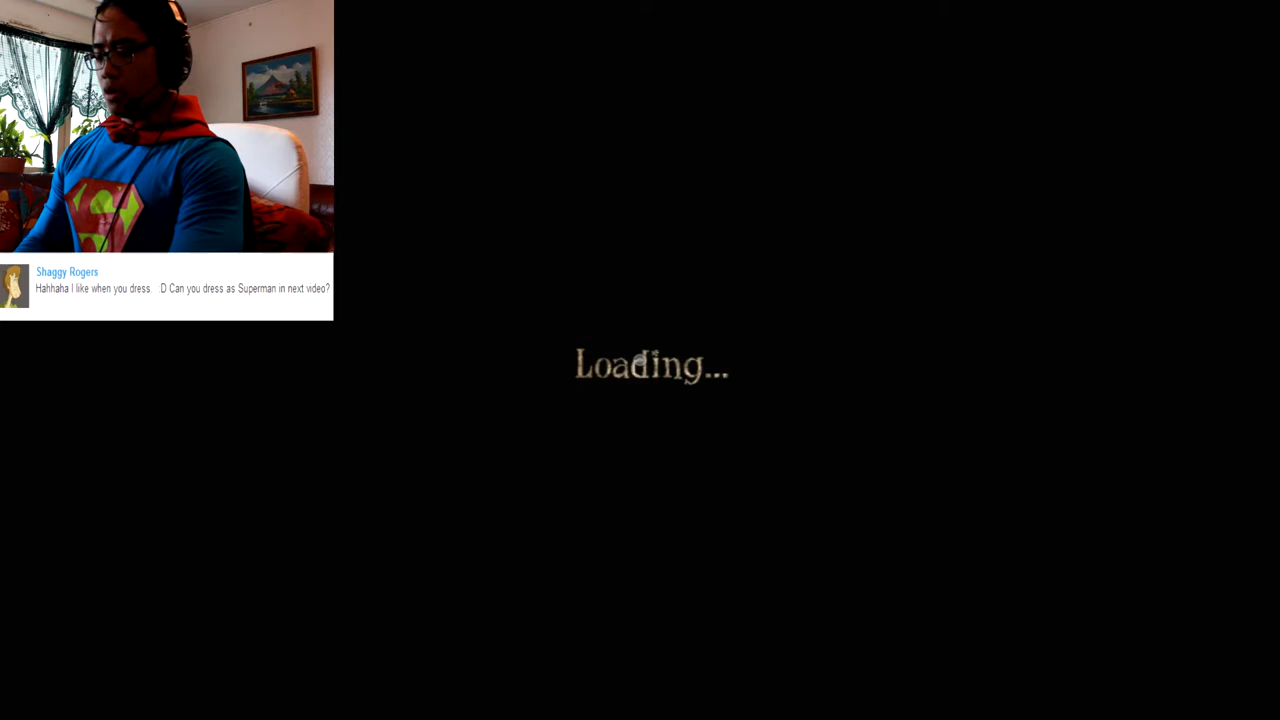 Shaggy Rogers
Hahhaha I like when you dress. :D Can you dress as Superman in next video?
Loading...